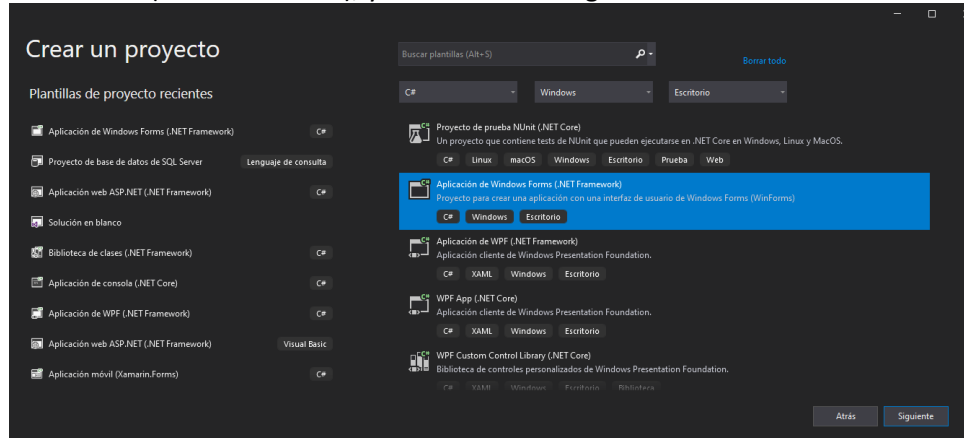 Crear un proyecto
Buscar plantillas (Alt+S)
Borrar todo
Plantillas de proyecto recientes
C# Windows Escritorio
Aplicación de Windows Forms (.NET Framework) C#
Proyecto de base de datos de SQL Server Lenguaje de consulta
Aplicación web ASP.NET (.NET Framework) C#
Solución en blanco
Biblioteca de clases (.NET Framework) C#
Aplicación de consola (.NET Core) C#
Aplicación de WPF (.NET Framework) C#
Aplicación web ASP.NET (.NET Framework) Visual Basic
Aplicación móvil (Xamarin.Forms) C#
Proyecto de prueba NUnit (.NET Core)
Un proyecto que contiene tests de NUnit que pueden ejecutarse en .NET Core en Windows, Linux y MacOS.
C# Linux macOS Windows Escritorio Prueba Web
Aplicación de Windows Forms (.NET Framework)
Proyecto para crear una aplicación con una interfaz de usuario de Windows Forms (WinForms)
C# Windows Escritorio
Aplicación de WPF (.NET Framework)
Aplicación cliente de Windows Presentation Foundation.
C# XAML Windows Escritorio
WPF App (.NET Core)
Aplicación cliente de Windows Presentation Foundation.
C# XAML Windows Escritorio
WPF Custom Control Library (.NET Core)
Biblioteca de controles personalizados de Windows Presentation Foundation.
C# XAML Windows Escritorio Biblioteca
Atrás Siguiente